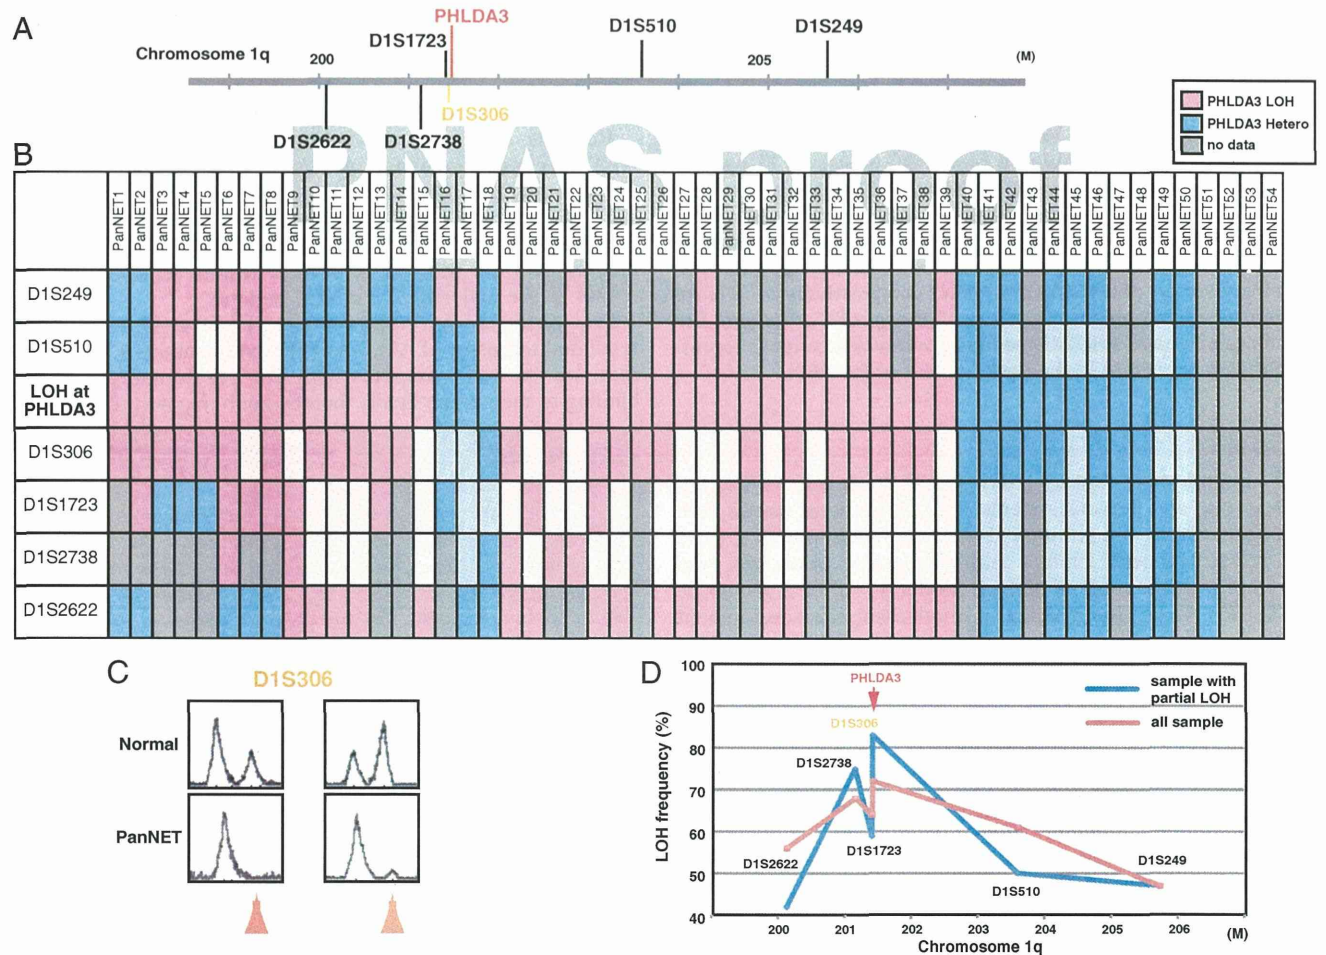 A
PHLDA3
D1S1723
D1S510
D1S249
Chromosome 1q
200
205
(M)
D1S306
D1S2622
D1S2738
PHLDA3 LOH
PHLDA3 Hetero
no data
PNAS proof
B
PanNET1
PanNET2
PanNET3
PanNET4
PanNET5
PanNET6
PanNET7
PanNET8
PanNET9
PanNET10
PanNET11
PanNET12
PanNET13
PanNET14
PanNET15
PanNET16
PanNET17
PanNET18
PanNET19
PanNET20
PanNET21
PanNET22
PanNET23
PanNET24
PanNET25
PanNET26
PanNET27
PanNET28
PanNET29
PanNET30
PanNET31
PanNET32
PanNET33
PanNET34
PanNET35
PanNET36
PanNET37
PanNET38
PanNET39
PanNET40
PanNET41
PanNET42
PanNET43
PanNET44
PanNET45
PanNET46
PanNET47
PanNET48
PanNET49
PanNET50
PanNET51
PanNET52
PanNET53
PanNET54
D1S249
D1S510
LOH at
PHLDA3
D1S306
D1S1723
D1S2738
D1S2622
C
D1S306
Normal
PanNET
D
100
90
80
70
60
50
40
LOH frequency (%)
PHLDA3
D1S306
D1S2738
D1S2622
D1S1723
D1S510
D1S249
sample with
partial LOH
all sample
200
201
202
203
204
205
206
(M)
Chromosome 1q